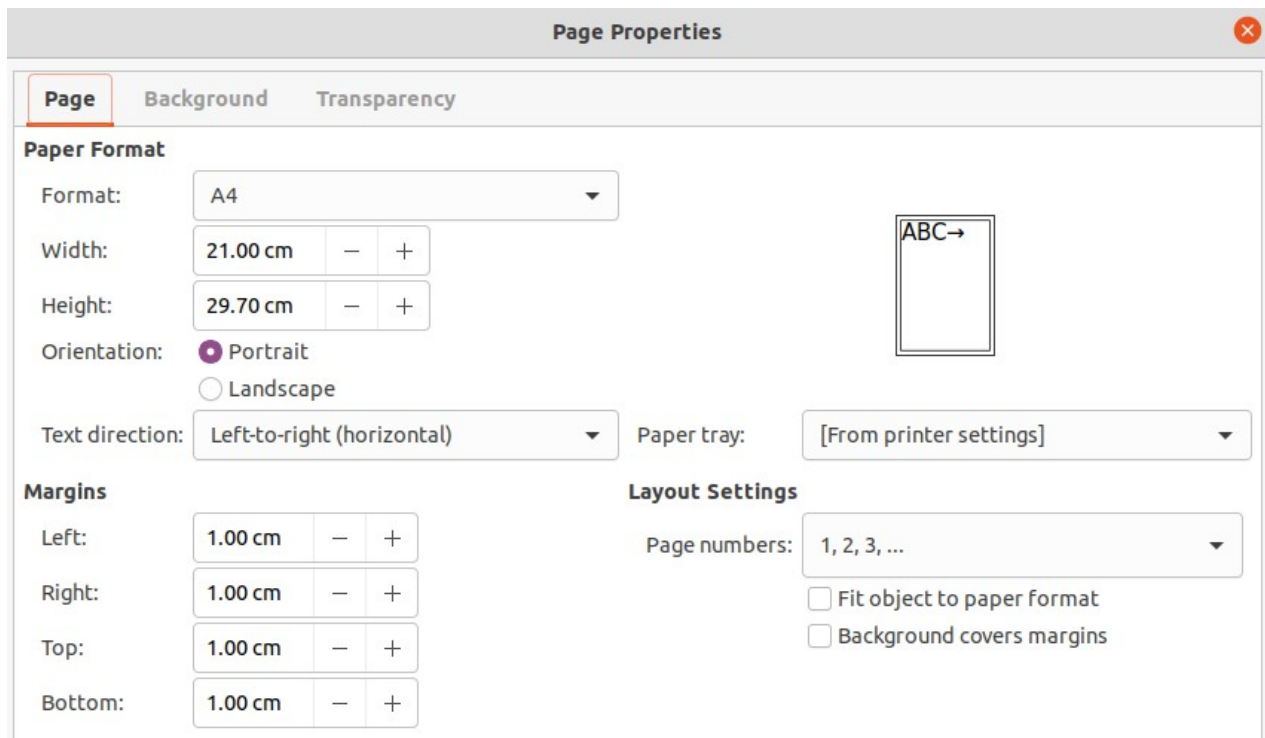 Page Properties
Page Background Transparency
Paper Format
Format: A4
Width: 21.00 cm − +
Height: 29.70 cm − +
ABC→
Orientation: Portrait
Landscape
Text direction: Left-to-right (horizontal) Paper tray: [From printer settings]
Margins
Left: 1.00 cm − +
Right: 1.00 cm − +
Top: 1.00 cm − +
Bottom: 1.00 cm − +
Layout Settings
Page numbers: 1, 2, 3, ...
Fit object to paper format
Background covers margins